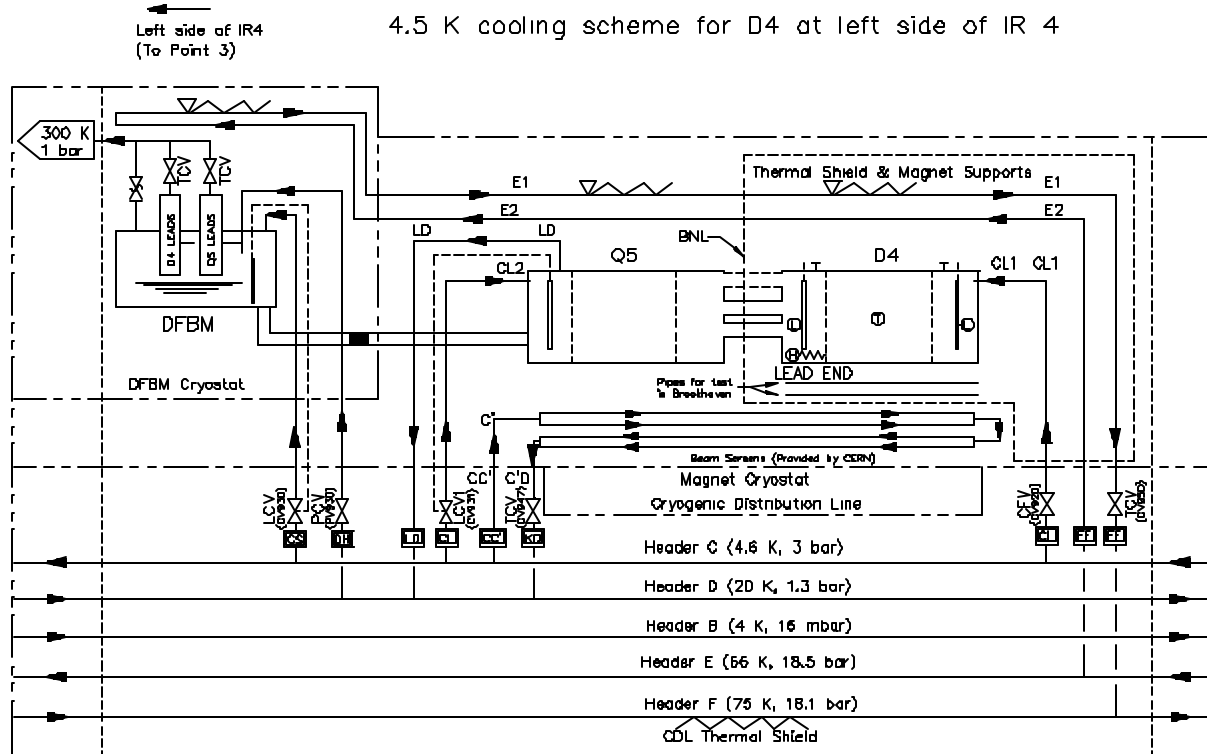 4.5 K cooling scheme for D4 at left side of IR 4
Left side of IR4
(To Point 3)
300 K
1 bar
TCV
TCV
D4 LEADS
Q5 LEADS
DFBM
DFBM Cryostat
E1
E2
LD
LD
CL2
Q5
BNL
Thermal Shield & Magnet Supports
E1
E2
D4
T
T
CL1
CL1
L
T
L
H
LEAD END
Pipes for test
in Brookhaven
C'
CC'
C'D
Beam Screens (Provided by CERN)
Magnet Cryostat
Cryogenic Distribution Line
LCV
PCV
LCV1
TCV
CFV
TCV
Header C (4.6 K, 3 bar)
Header D (20 K, 1.3 bar)
Header B (4 K, 16 mbar)
Header E (66 K, 18.5 bar)
Header F (75 K, 18.1 bar)
CDL Thermal Shield